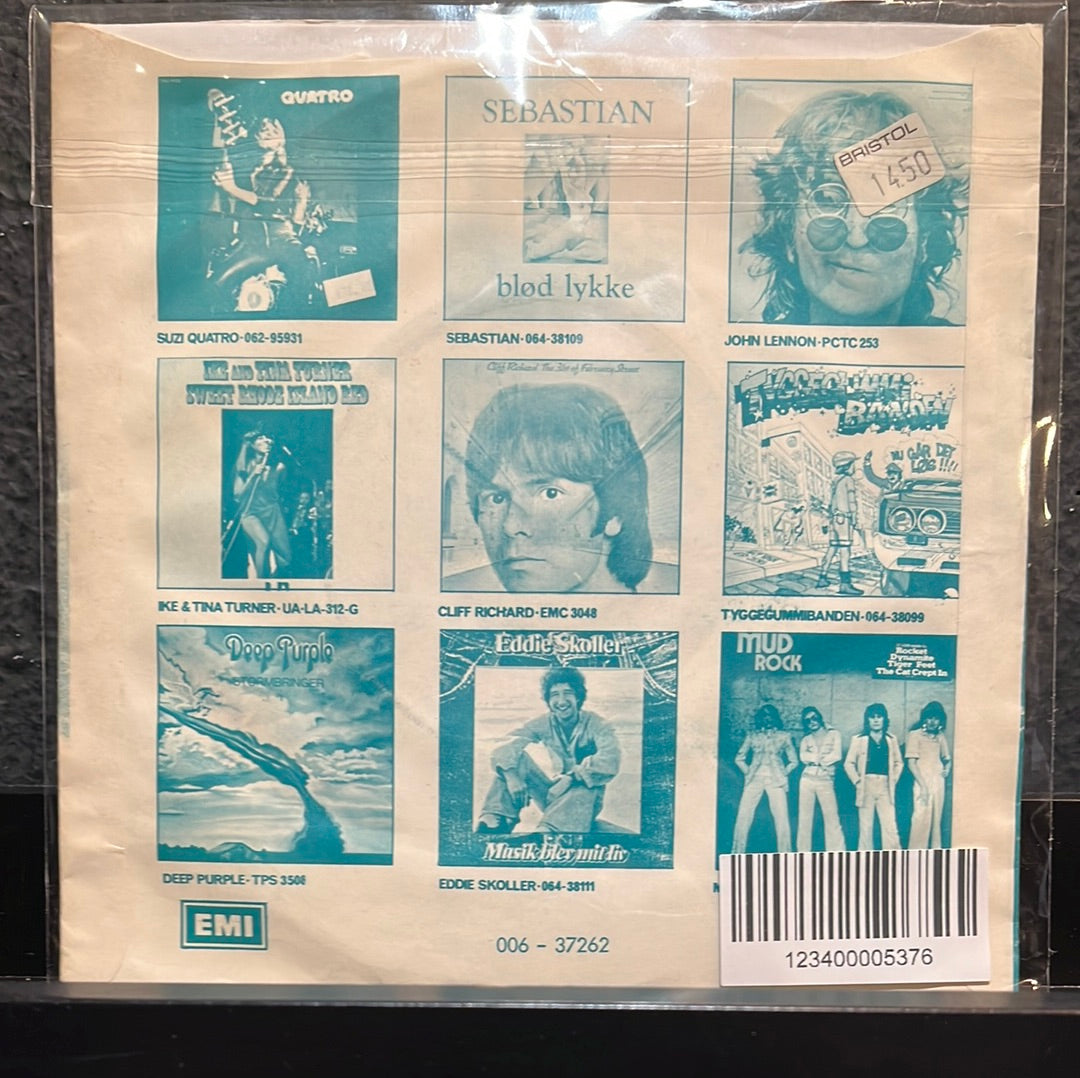 QUATRO
SEBASTIAN
blød lykke
BRISTOL
14.50
SUZI QUATRO·062-95931
SEBASTIAN·064-38109
JOHN LENNON·PCTC 253
IKE AND TINA TURNER
SWEET RHODE ISLAND RED
Cliff Richard The 31st of February Street
TYGGEGUMMI
BANDEN
NU GÅR DET
LØS!!!!
IKE & TINA TURNER·UA-LA-312-G
CLIFF RICHARD·EMC 3048
TYGGEGUMMIBANDEN·064-38099
Deep Purple
STORMBRINGER
Eddie Skoller
Musik blev mit liv
MUD
ROCK
Rocket
Dynamite
Tiger Feet
The Cat Crept In
DEEP PURPLE·TPS 3508
EDDIE SKOLLER·064-38111
M
EMI
006 - 37262
123400005376